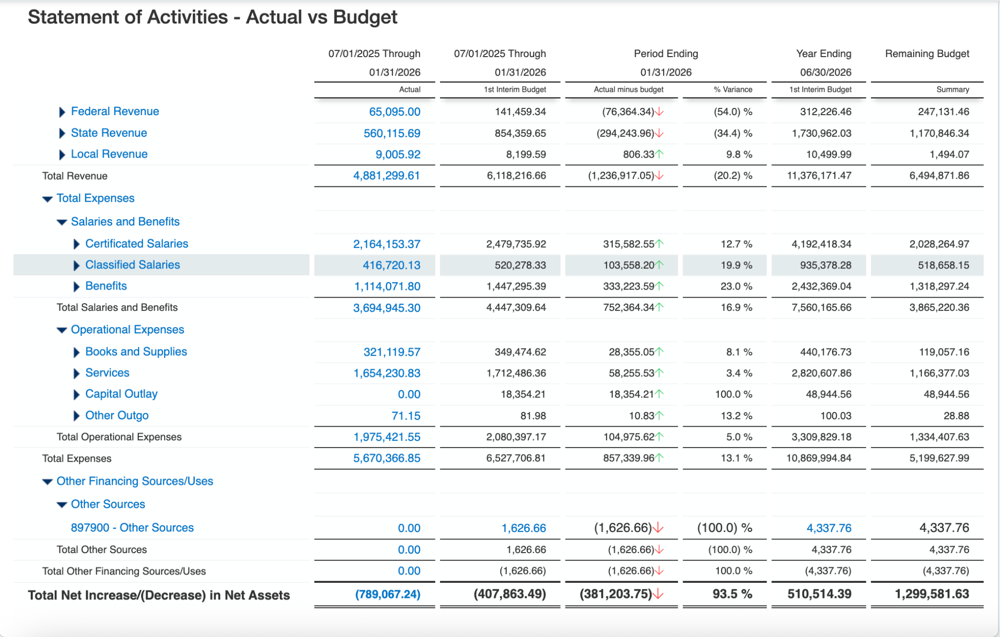 Statement of Activities - Actual vs Budget
07/01/2025 Through 07/01/2025 Through Period Ending Year Ending Remaining Budget
01/31/2026 01/31/2026 01/31/2026 06/30/2026
Actual 1st Interim Budget Actual minus budget % Variance 1st Interim Budget Summary
Federal Revenue 65,095.00 141,459.34 (76,364.34) (54.0) % 312,226.46 247,131.46
State Revenue 560,115.69 854,359.65 (294,243.96) (34.4) % 1,730,962.03 1,170,846.34
Local Revenue 9,005.92 8,199.59 806.33 9.8 % 10,499.99 1,494.07
Total Revenue 4,881,299.61 6,118,216.66 (1,236,917.05) (20.2) % 11,376,171.47 6,494,871.86
Total Expenses
Salaries and Benefits
Certificated Salaries 2,164,153.37 2,479,735.92 315,582.55 12.7 % 4,192,418.34 2,028,264.97
Classified Salaries 416,720.13 520,278.33 103,558.20 19.9 % 935,378.28 518,658.15
Benefits 1,114,071.80 1,447,295.39 333,223.59 23.0 % 2,432,369.04 1,318,297.24
Total Salaries and Benefits 3,694,945.30 4,447,309.64 752,364.34 16.9 % 7,560,165.66 3,865,220.36
Operational Expenses
Books and Supplies 321,119.57 349,474.62 28,355.05 8.1 % 440,176.73 119,057.16
Services 1,654,230.83 1,712,486.36 58,255.53 3.4 % 2,820,607.86 1,166,377.03
Capital Outlay 0.00 18,354.21 18,354.21 100.0 % 48,944.56 48,944.56
Other Outgo 71.15 81.98 10.83 13.2 % 100.03 28.88
Total Operational Expenses 1,975,421.55 2,080,397.17 104,975.62 5.0 % 3,309,829.18 1,334,407.63
Total Expenses 5,670,366.85 6,527,706.81 857,339.96 13.1 % 10,869,994.84 5,199,627.99
Other Financing Sources/Uses
Other Sources
897900 - Other Sources 0.00 1,626.66 (1,626.66) (100.0) % 4,337.76 4,337.76
Total Other Sources 0.00 1,626.66 (1,626.66) (100.0) % 4,337.76 4,337.76
Total Other Financing Sources/Uses 0.00 (1,626.66) (1,626.66) 100.0 % (4,337.76) (4,337.76)
Total Net Increase/(Decrease) in Net Assets (789,067.24) (407,863.49) (381,203.75) 93.5 % 510,514.39 1,299,581.63